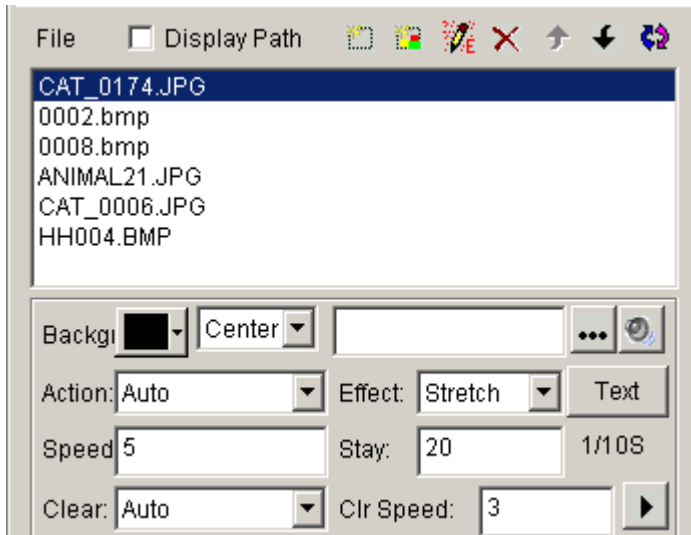 File Display Path
CAT_0174.JPG
0002.bmp
0008.bmp
ANIMAL21.JPG
CAT_0006.JPG
HH004.BMP
Backgr Center ...
Action: Auto Effect: Stretch Text
Speed 5 Stay: 20 1/10S
Clear: Auto Clr Speed: 3